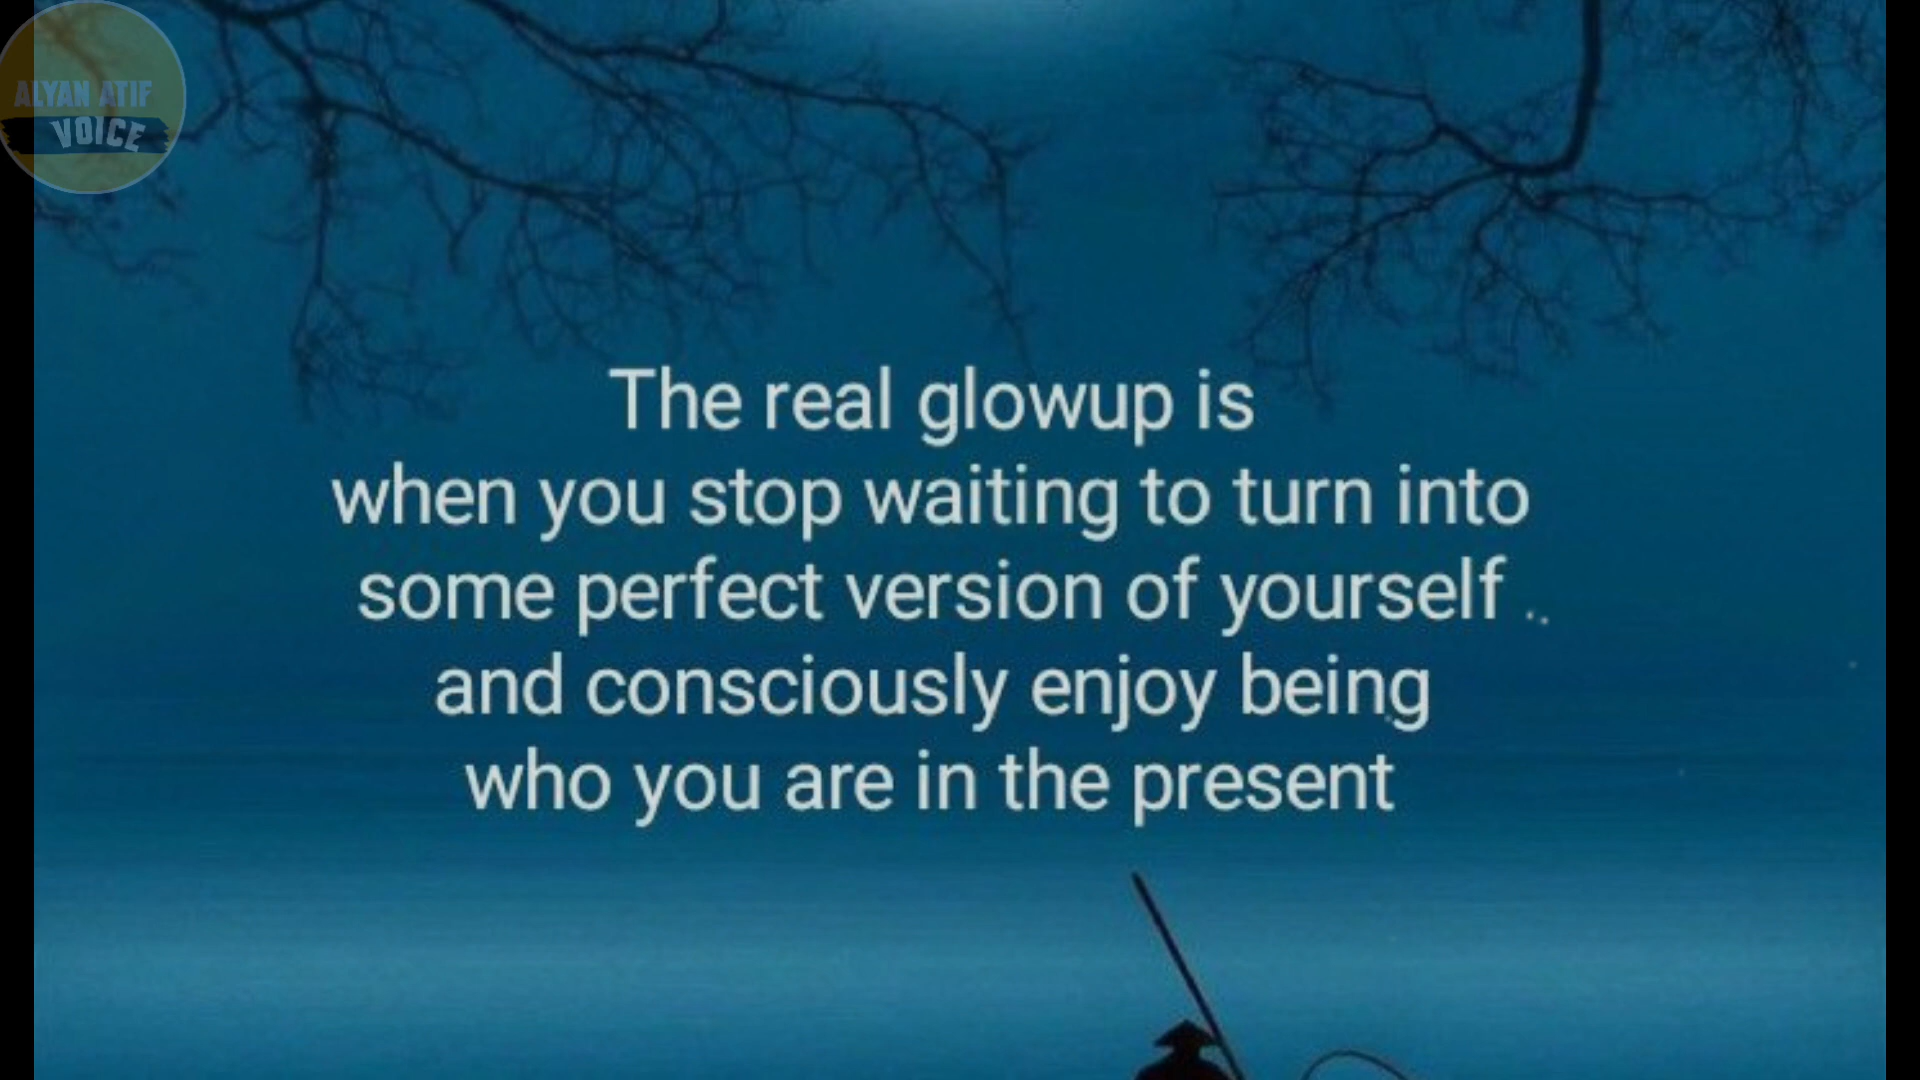 ALYAN ATIF
VOICE
The real glowup is
when you stop waiting to turn into
some perfect version of yourself ..
and consciously enjoy being
who you are in the present